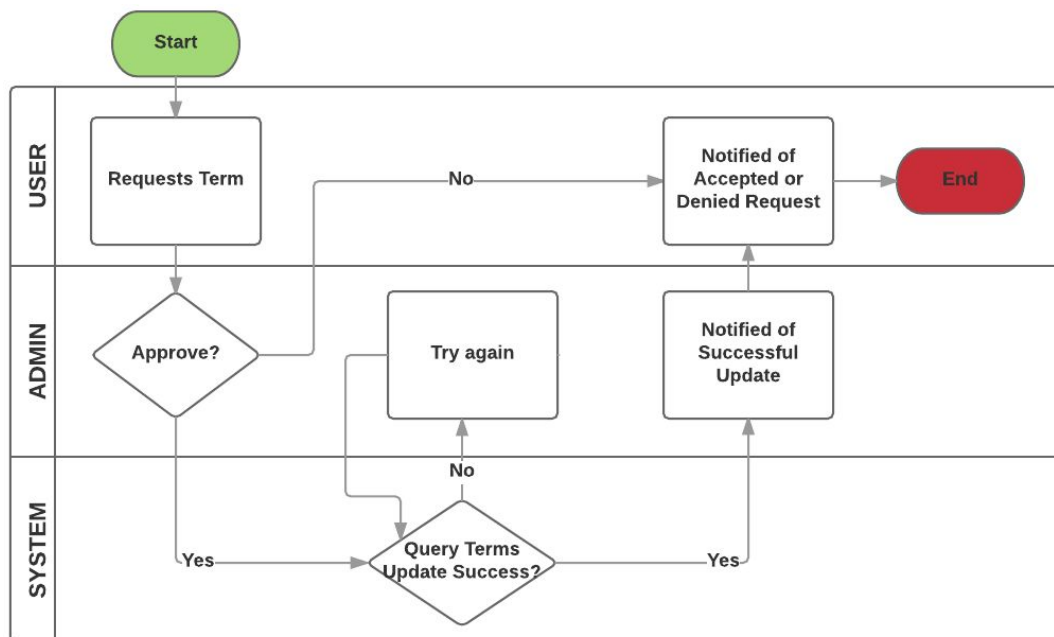 Start
USER
Requests Term
No
Notified of
Accepted or
Denied Request
End
ADMIN
Approve?
Try again
Notified of
Successful
Update
SYSTEM
No
Yes
Query Terms
Update Success?
Yes